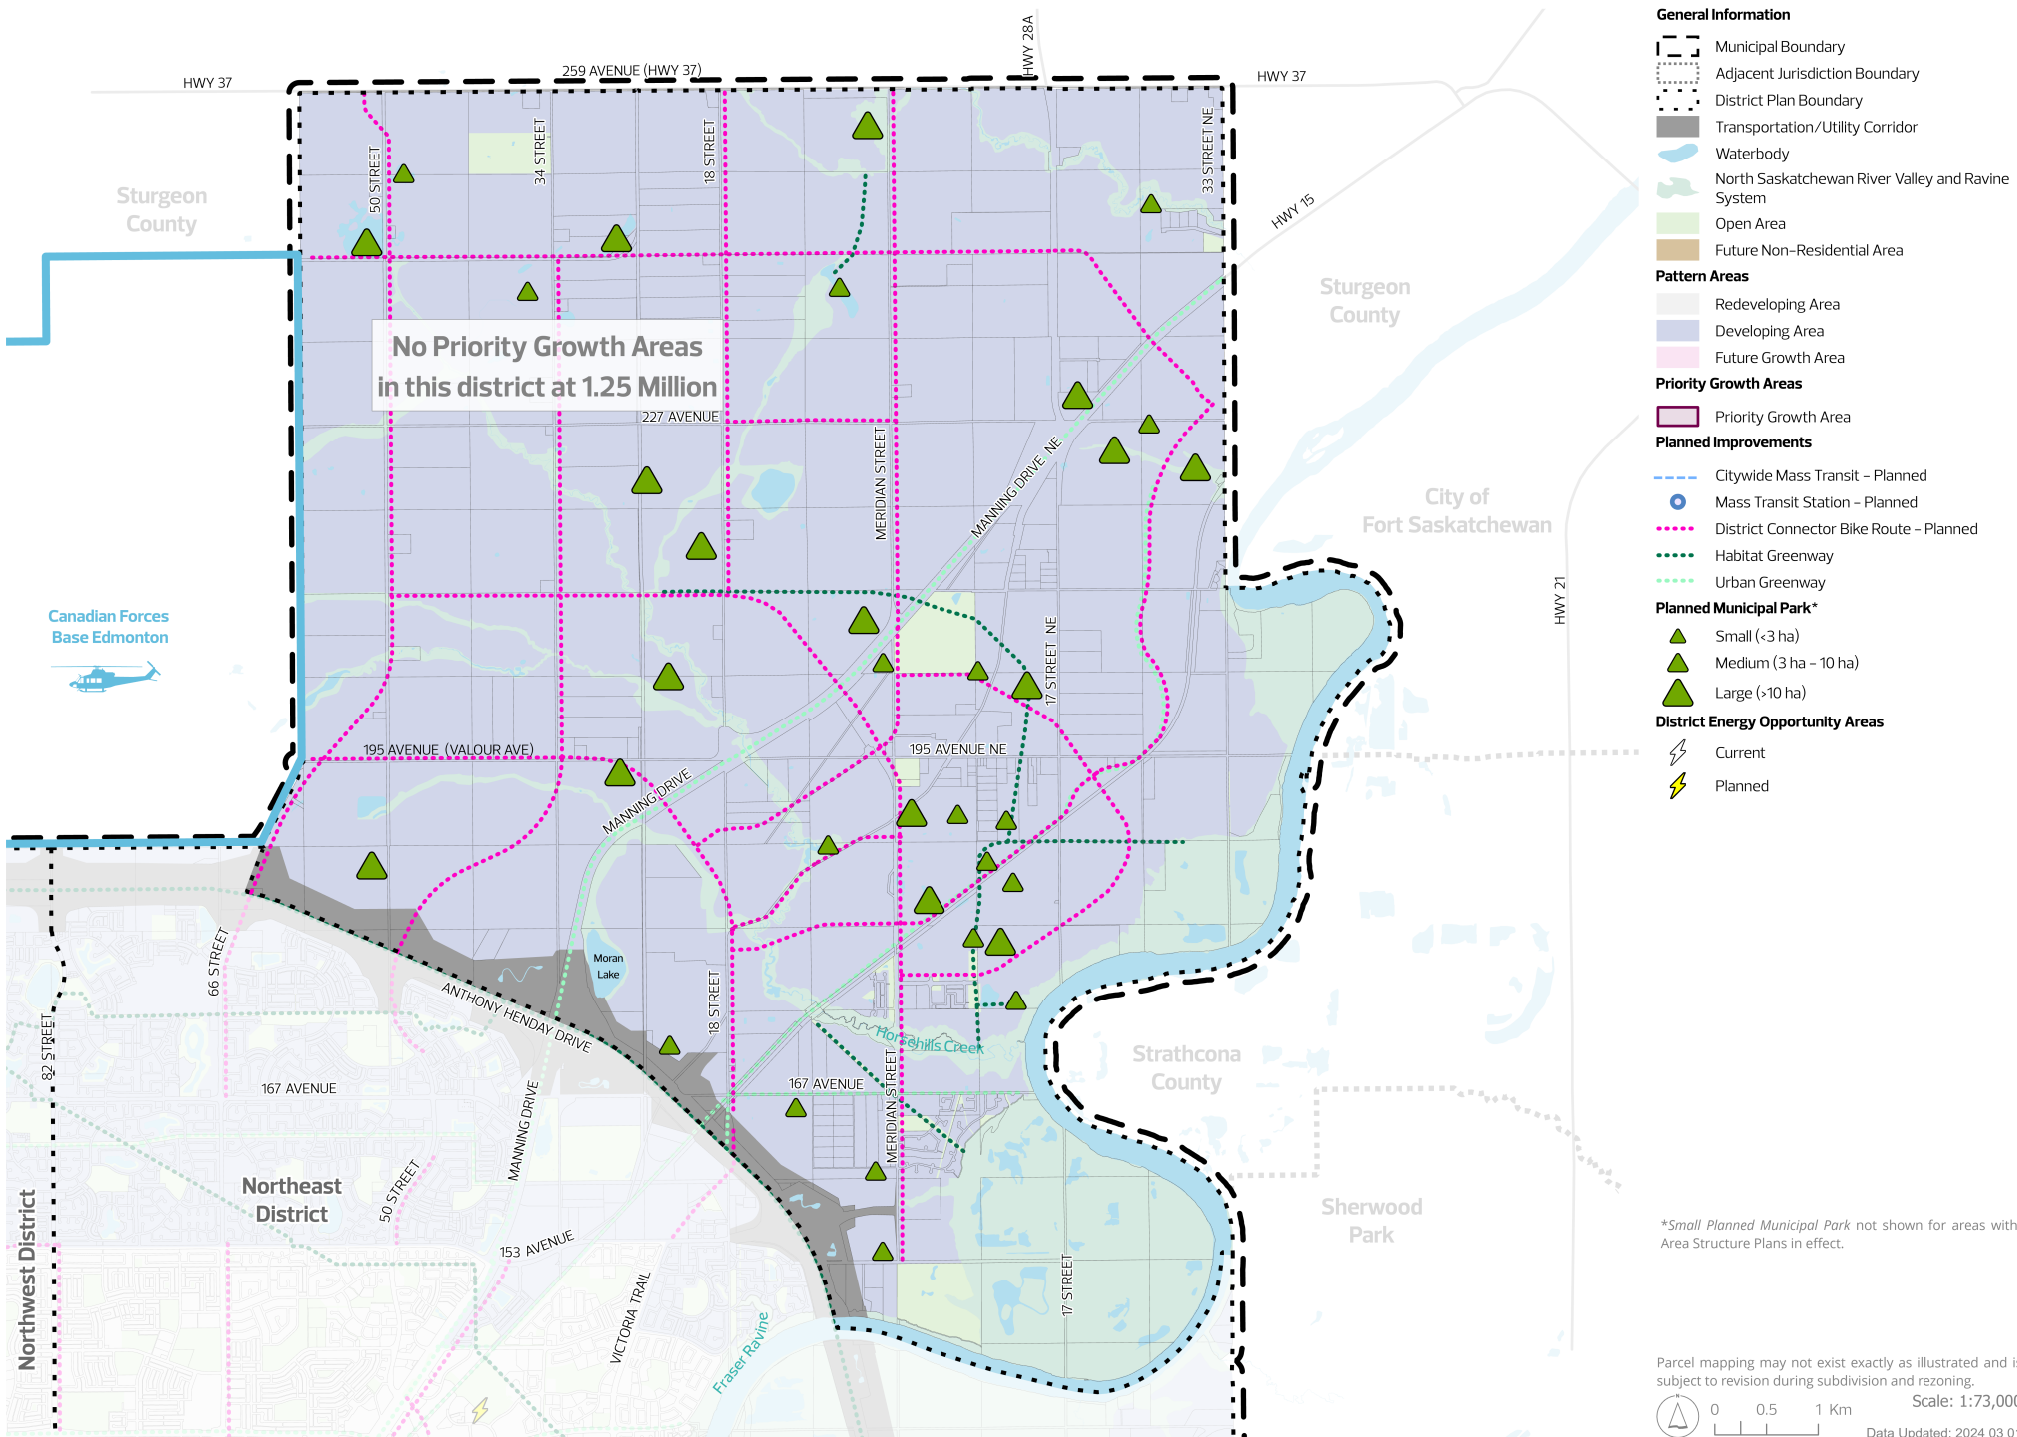 HWY 28A
259 AVENUE (HWY 37)
HWY 37
HWY 37
50 STREET
34 STREET
18 STREET
33 STREET NE
Sturgeon
County
HWY 15
Sturgeon
County
No Priority Growth Areas
in this district at 1.25 Million
227 AVENUE
MERIDIAN STREET
MANNING DRIVE NE
City of
Fort Saskatchewan
HWY 21
Canadian Forces
Base Edmonton
17 STREET NE
195 AVENUE (VALOUR AVE)
195 AVENUE NE
MANNING DRIVE
66 STREET
Moran
Lake
18 STREET
ANTHONY HENDAY DRIVE
82 STREET
Horsehills Creek
Strathcona
County
167 AVENUE
167 AVENUE
MERIDIAN STREET
MANNING DRIVE
Northeast
District
50 STREET
Northwest District
153 AVENUE
VICTORIA TRAIL
Fraser Ravine
17 STREET
Sherwood
Park
General Information
Municipal Boundary
Adjacent Jurisdiction Boundary
District Plan Boundary
Transportation/Utility Corridor
Waterbody
North Saskatchewan River Valley and Ravine
System
Open Area
Future Non-Residential Area
Pattern Areas
Redeveloping Area
Developing Area
Future Growth Area
Priority Growth Areas
Priority Growth Area
Planned Improvements
Citywide Mass Transit - Planned
Mass Transit Station - Planned
District Connector Bike Route - Planned
Habitat Greenway
Urban Greenway
Planned Municipal Park*
Small (<3 ha)
Medium (3 ha - 10 ha)
Large (>10 ha)
District Energy Opportunity Areas
Current
Planned
*Small Planned Municipal Park not shown for areas with
Area Structure Plans in effect.
Parcel mapping may not exist exactly as illustrated and is
subject to revision during subdivision and rezoning.
Scale: 1:73,000
N
0 0.5 1 Km
Data Updated: 2024 03 01